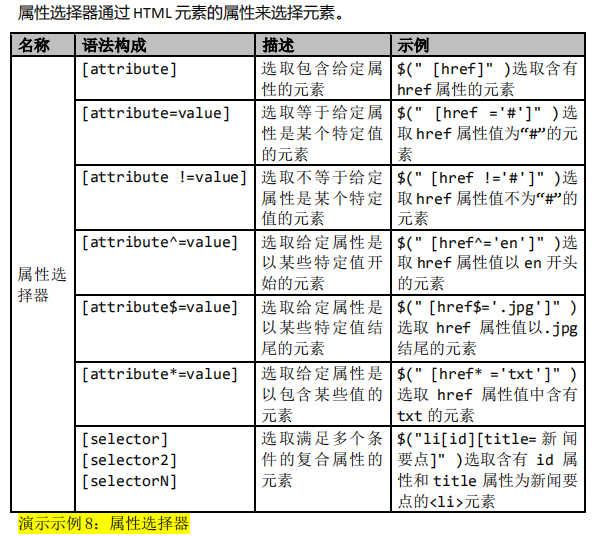 属性选择器通过 HTML 元素的属性来选择元素。
名称 语法构成 描述 示例
属性选
择器
[attribute]
选取包含给定属
性的元素
$(" [href]" )选取含有
href 属性的元素
[attribute=value]
选取等于给定属
性是某个特定值
的元素
$(" [href ='#']" )选
取 href 属性值为“#”的元
素
[attribute !=value]
选取不等于给定
属性是某个特定
值的元素
$(" [href !='#']" )选
取 href 属性值不为“#”的
元素
[attribute^=value]
选取给定属性是
以某些特定值开
始的元素
$(" [href^='en']" )选
取 href 属性值以 en 开头
的元素
[attribute$=value]
选取给定属性是
以某些特定值结
尾的元素
$(" [href$='.jpg']" )
选取 href 属性值以.jpg
结尾的元素
[attribute*=value]
选取给定属性是
以包含某些值的
元素
$(" [href* ='txt']" )
选取 href 属性值中含有
txt 的元素
[selector]
[selector2]
[selectorN]
选取满足多个条
件的复合属性的
元素
$("li[id][title=新闻
要点]" )选取含有 id 属
性和 title 属性为新闻要
点的<li>元素
演示示例 8：属性选择器